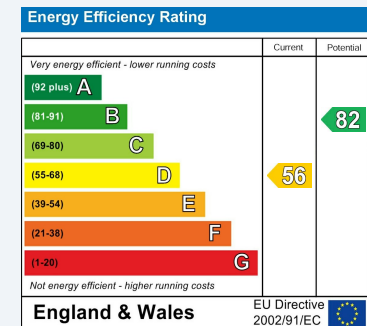 Energy Efficiency Rating
Current Potential
Very energy efficient - lower running costs
(92 plus) A
(81-91) B
82
(69-80) C
(55-68) D
56
(39-54) E
(21-38) F
(1-20) G
Not energy efficient - higher running costs
England & Wales
EU Directive
2002/91/EC